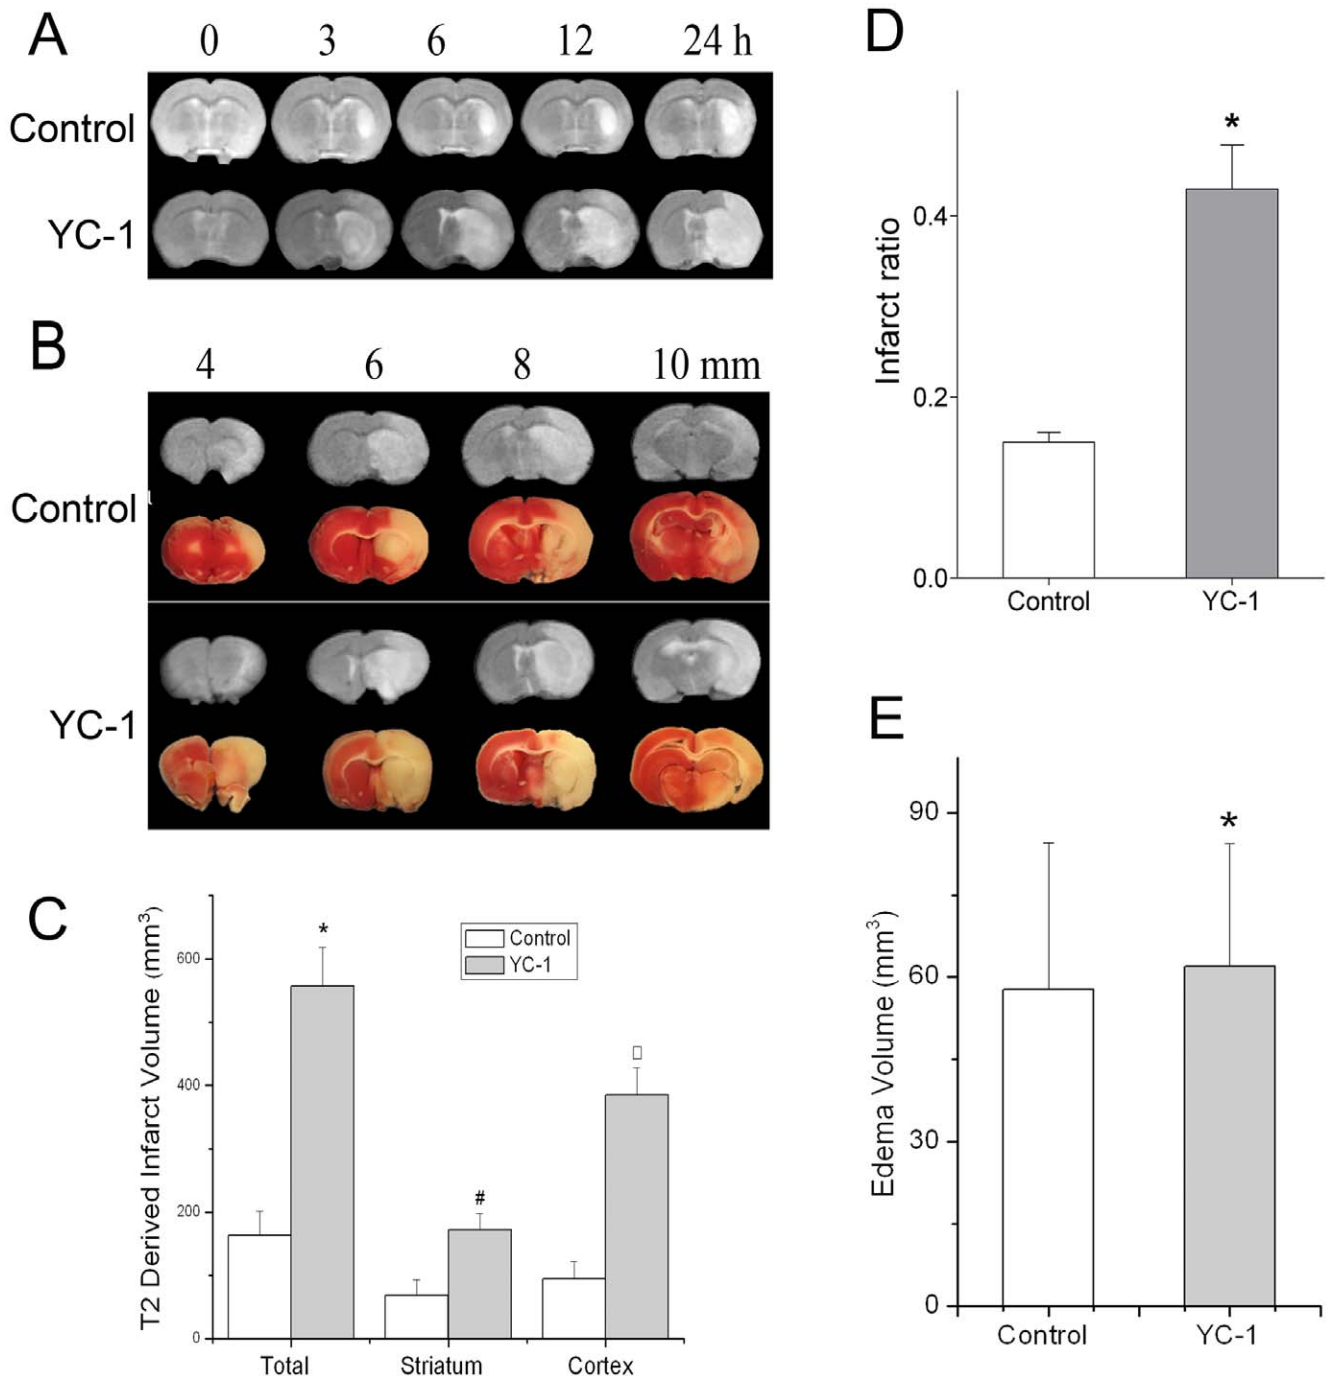 A
0 3 6 12 24 h
Control
YC-1
B
4 6 8 10 mm
Control
YC-1
C
T2 Derived Infarct Volume (mm³)
600
400
200
0
*
#
□
Control
YC-1
Total Striatum Cortex
D
Infarct ratio
0.4
0.2
0.0
*
Control YC-1
E
Edema Volume (mm³)
90
60
30
0
*
Control YC-1